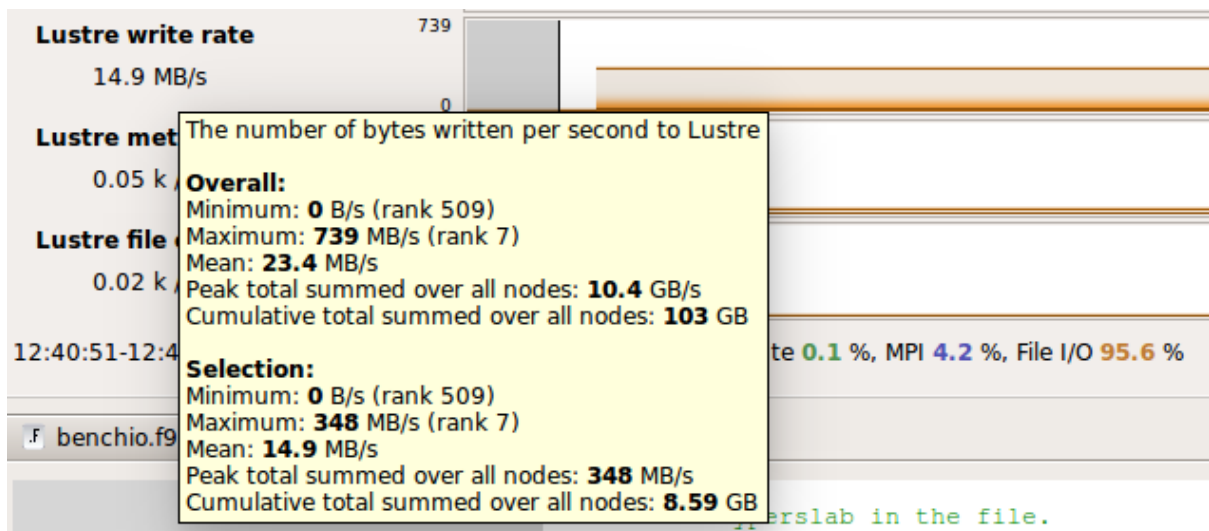 Lustre write rate
739
14.9 MB/s
0
The number of bytes written per second to Lustre
Lustre met
0.05 k /
Overall:
Minimum: 0 B/s (rank 509)
Maximum: 739 MB/s (rank 7)
Lustre file
Mean: 23.4 MB/s
0.02 k /
Peak total summed over all nodes: 10.4 GB/s
Cumulative total summed over all nodes: 103 GB
12:40:51-12:4
te 0.1 %, MPI 4.2 %, File I/O 95.6 %
Selection:
Minimum: 0 B/s (rank 509)
Maximum: 348 MB/s (rank 7)
.F benchio.f9
Mean: 14.9 MB/s
Peak total summed over all nodes: 348 MB/s
Cumulative total summed over all nodes: 8.59 GB
perslab in the file.